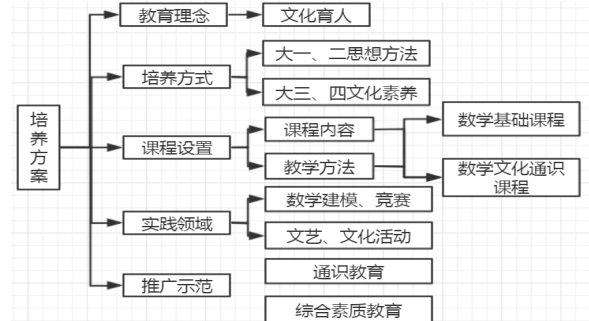 培养方案
教育理念
文化育人
培养方式
大一、二思想方法
大三、四文化素养
课程设置
课程内容
教学方法
数学基础课程
数学文化通识
课程
实践领域
数学建模、竞赛
文艺、文化活动
推广示范
通识教育
综合素质教育